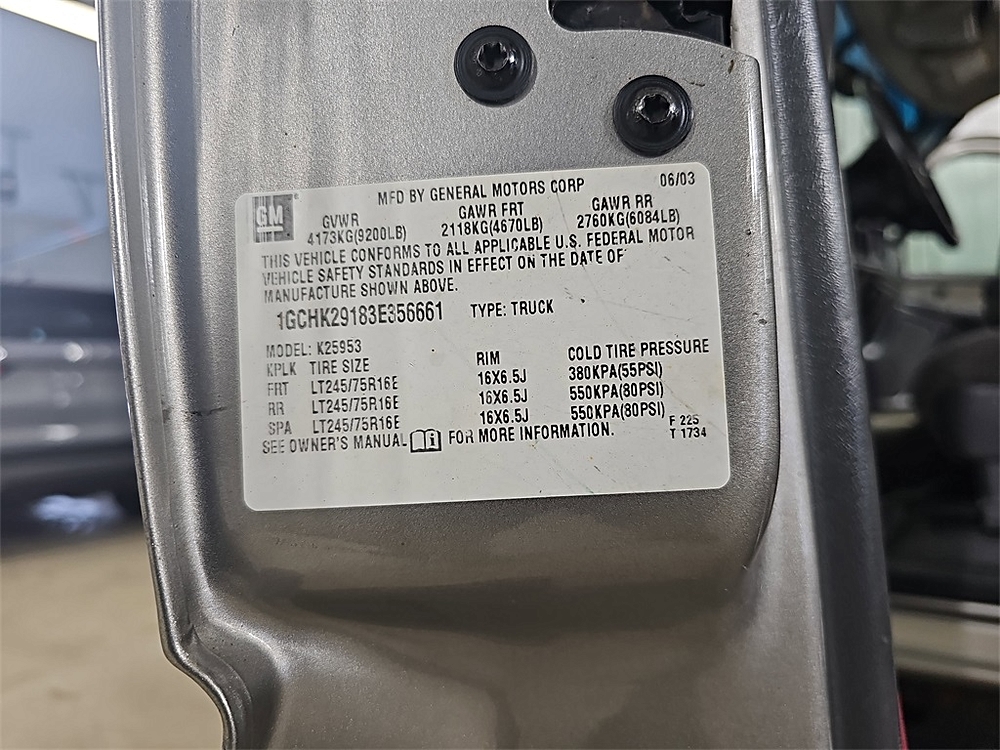 GM
MFD BY GENERAL MOTORS CORP 06/03
GVWR GAWR FRT GAWR RR
4173KG(9200LB) 2118KG(4670LB) 2760KG(6084LB)
THIS VEHICLE CONFORMS TO ALL APPLICABLE U.S. FEDERAL MOTOR
VEHICLE SAFETY STANDARDS IN EFFECT ON THE DATE OF
MANUFACTURE SHOWN ABOVE.
1GCHK29183E356661 TYPE: TRUCK
MODEL: K25953
KPLK TIRE SIZE RIM COLD TIRE PRESSURE
FRT LT245/75R16E 16X6.5J 380KPA(55PSI)
RR LT245/75R16E 16X6.5J 550KPA(80PSI)
SPA LT245/75R16E 16X6.5J 550KPA(80PSI)
SEE OWNER'S MANUAL FOR MORE INFORMATION.
F 225
T 1734